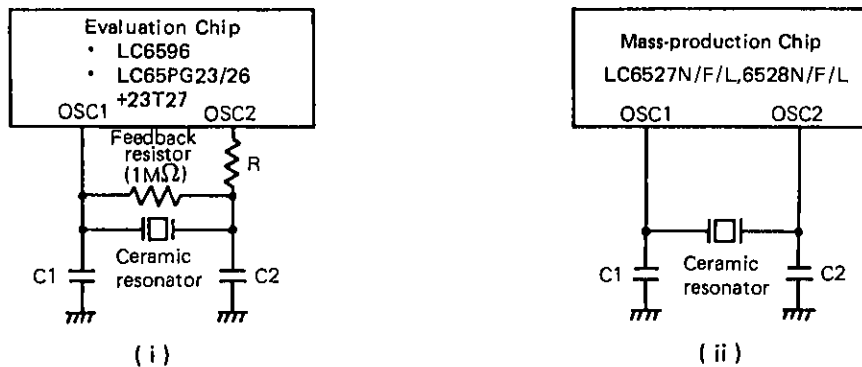 Evaluation Chip
• LC6596
• LC65PG23/26
+23T27
OSC1
OSC2
Feedback
resistor
(1MΩ)
R
Ceramic
resonator
C1
C2
( i )
Mass-production Chip
LC6527N/F/L,6528N/F/L
OSC1
OSC2
C1
Ceramic
resonator
C2
( ii )